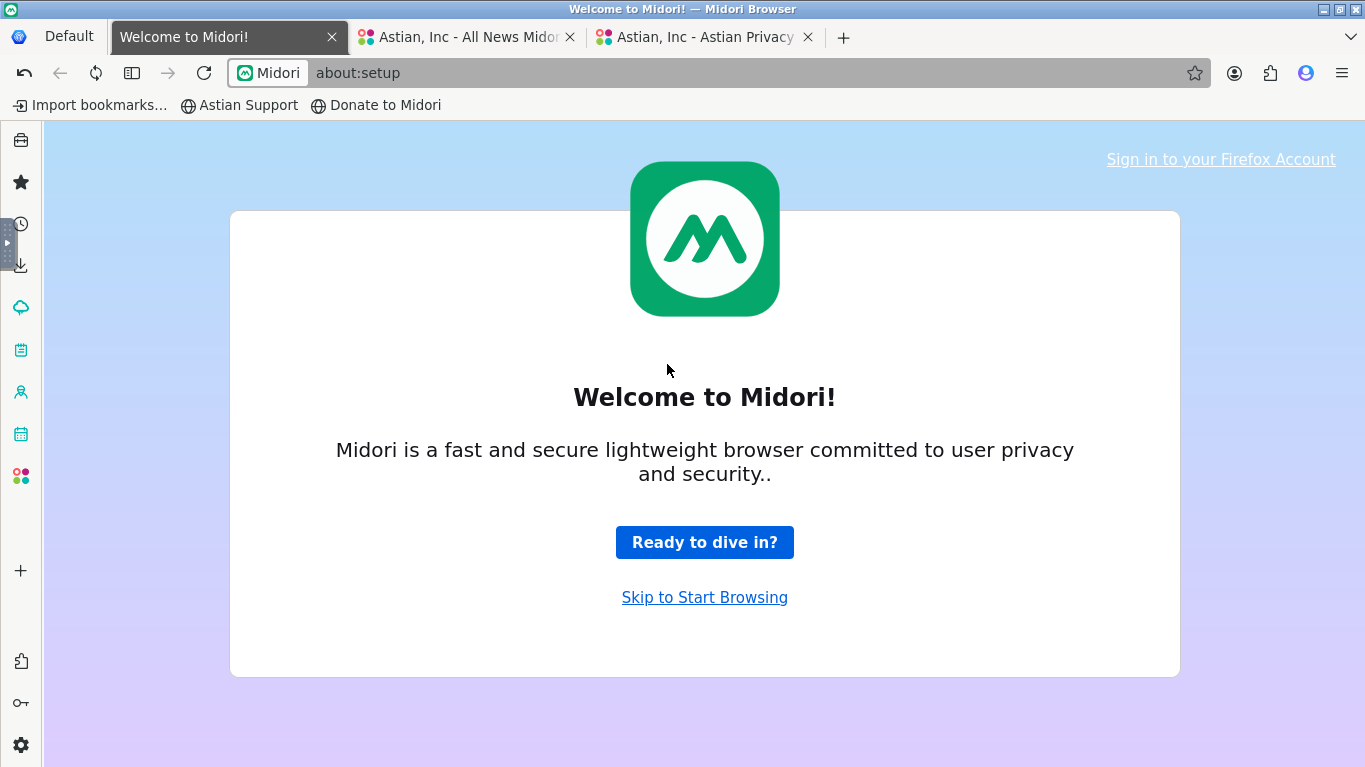 Welcome to Midori! — Midori Browser
Default
Welcome to Midori!
Astian, Inc - All News Midor
Astian, Inc - Astian Privacy
Midori
about:setup
Import bookmarks...
Astian Support
Donate to Midori
Sign in to your Firefox Account
Welcome to Midori!
Midori is a fast and secure lightweight browser committed to user privacy
and security..
Ready to dive in?
Skip to Start Browsing